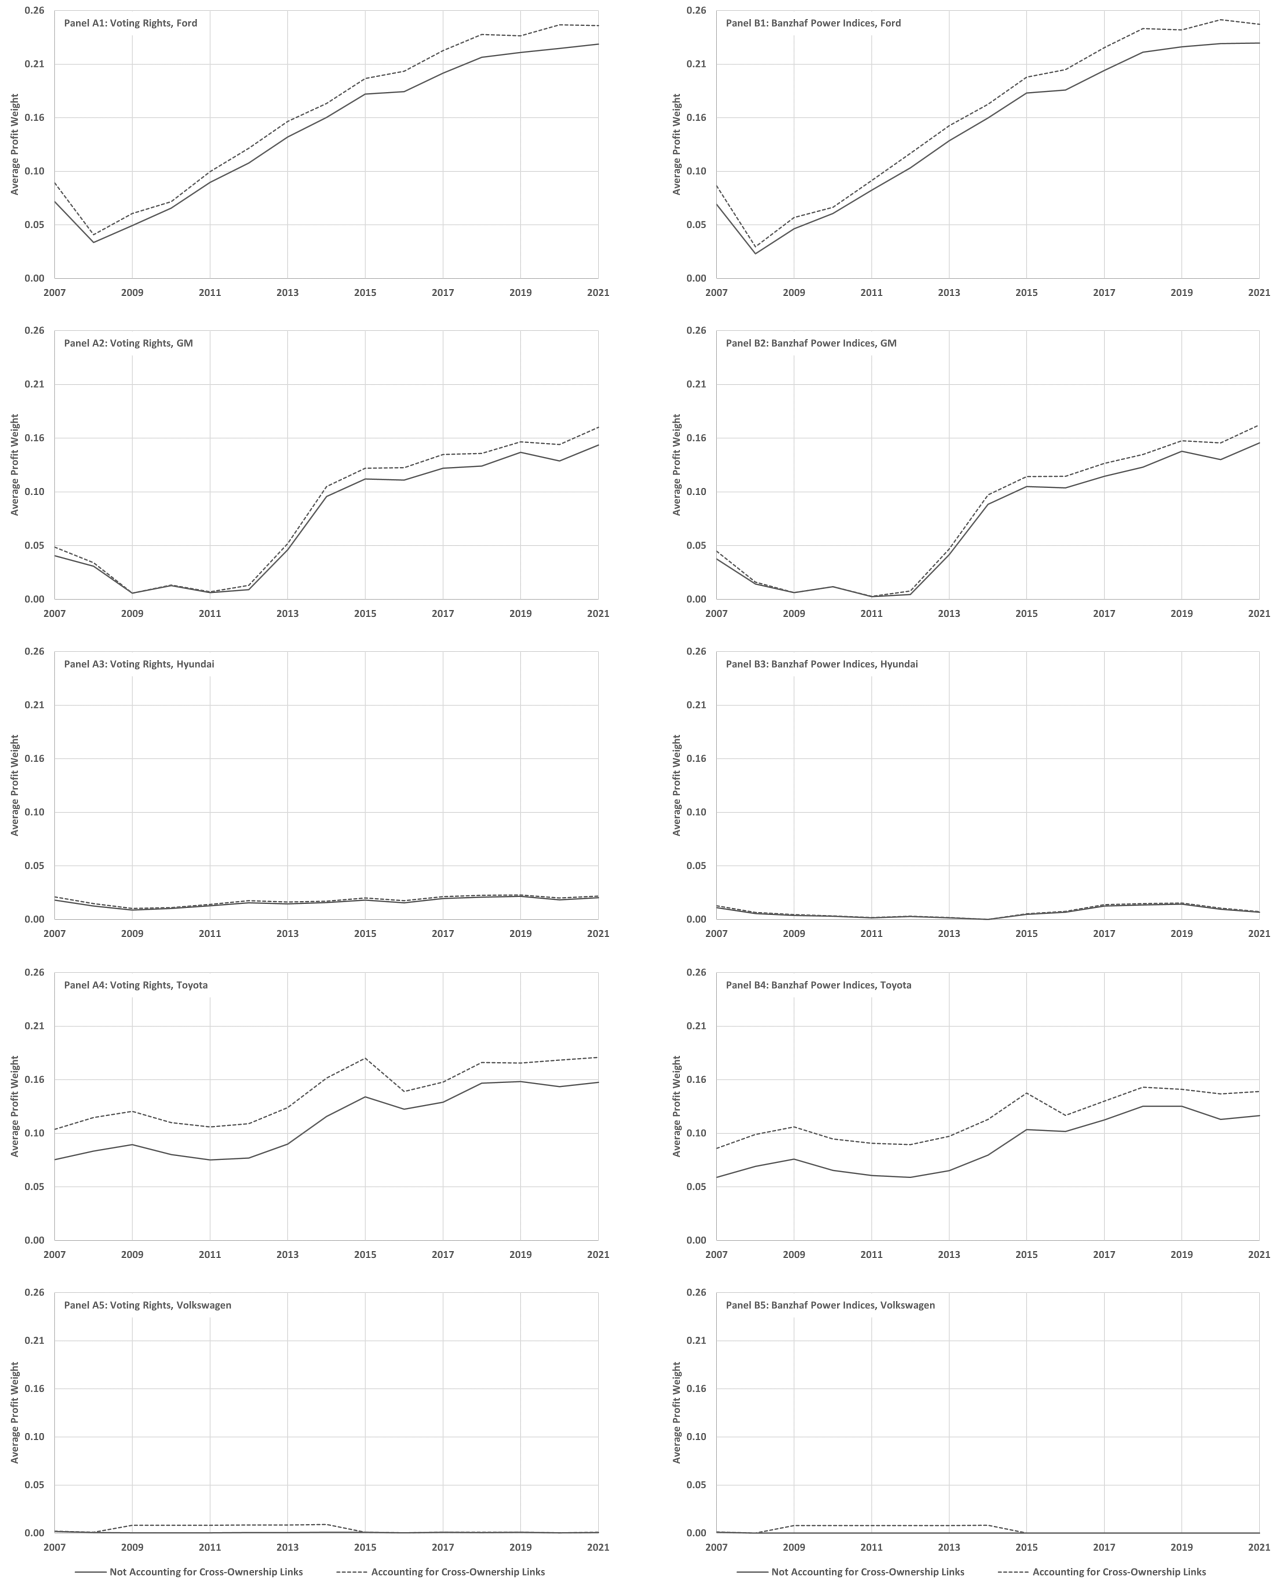 Panel A1: Voting Rights, Ford
Average Profit Weight
0.26
0.21
0.16
0.10
0.05
0.00
2007 2009 2011 2013 2015 2017 2019 2021
Panel B1: Banzhaf Power Indices, Ford
Average Profit Weight
0.26
0.21
0.16
0.10
0.05
0.00
2007 2009 2011 2013 2015 2017 2019 2021
Panel A2: Voting Rights, GM
Average Profit Weight
0.26
0.21
0.16
0.10
0.05
0.00
2007 2009 2011 2013 2015 2017 2019 2021
Panel B2: Banzhaf Power Indices, GM
Average Profit Weight
0.26
0.21
0.16
0.10
0.05
0.00
2007 2009 2011 2013 2015 2017 2019 2021
Panel A3: Voting Rights, Hyundai
Average Profit Weight
0.26
0.21
0.16
0.10
0.05
0.00
2007 2009 2011 2013 2015 2017 2019 2021
Panel B3: Banzhaf Power Indices, Hyundai
Average Profit Weight
0.26
0.21
0.16
0.10
0.05
0.00
2007 2009 2011 2013 2015 2017 2019 2021
Panel A4: Voting Rights, Toyota
Average Profit Weight
0.26
0.21
0.16
0.10
0.05
0.00
2007 2009 2011 2013 2015 2017 2019 2021
Panel B4: Banzhaf Power Indices, Toyota
Average Profit Weight
0.26
0.21
0.16
0.10
0.05
0.00
2007 2009 2011 2013 2015 2017 2019 2021
Panel A5: Voting Rights, Volkswagen
Average Profit Weight
0.26
0.21
0.16
0.10
0.05
0.00
2007 2009 2011 2013 2015 2017 2019 2021
Panel B5: Banzhaf Power Indices, Volkswagen
Average Profit Weight
0.26
0.21
0.16
0.10
0.05
0.00
2007 2009 2011 2013 2015 2017 2019 2021
Not Accounting for Cross-Ownership Links Accounting for Cross-Ownership Links
Not Accounting for Cross-Ownership Links Accounting for Cross-Ownership Links